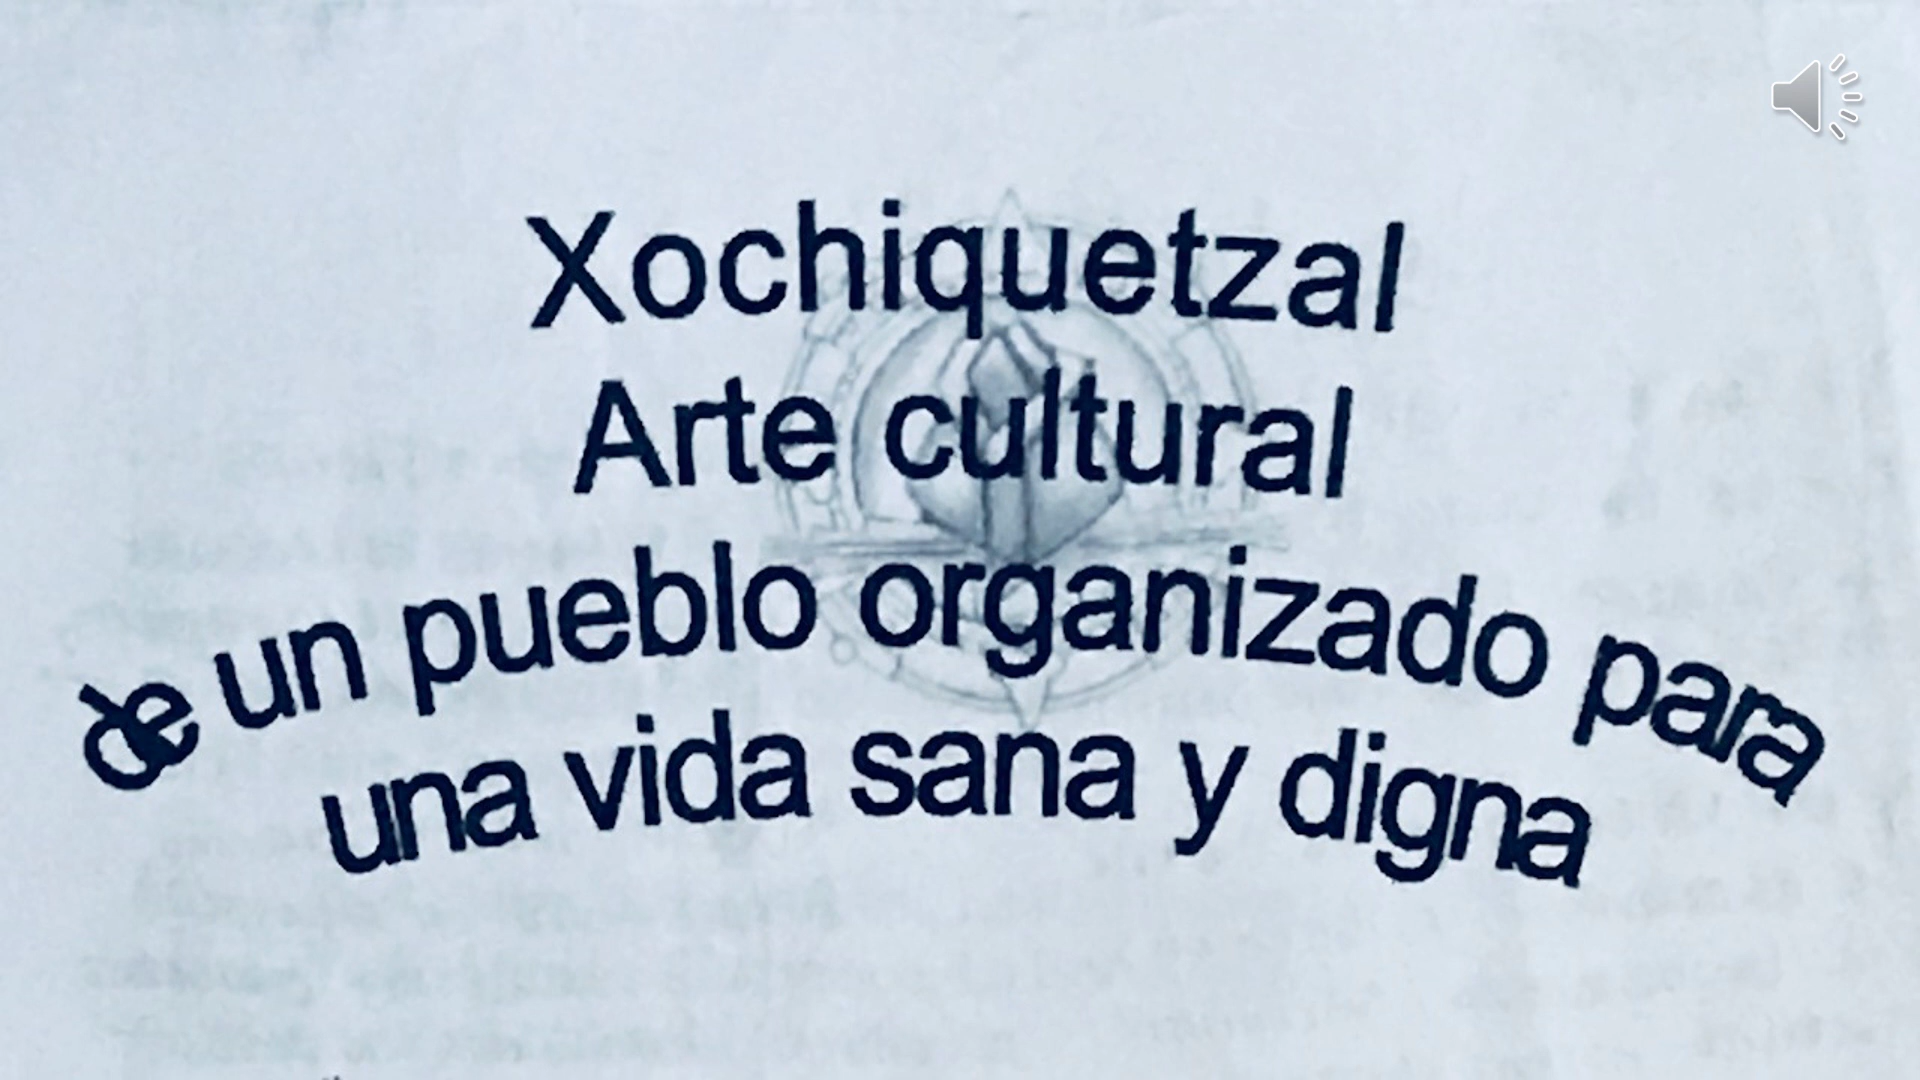 Xochiquetzal
Arte cultural
de un pueblo organizado para
una vida sana y digna